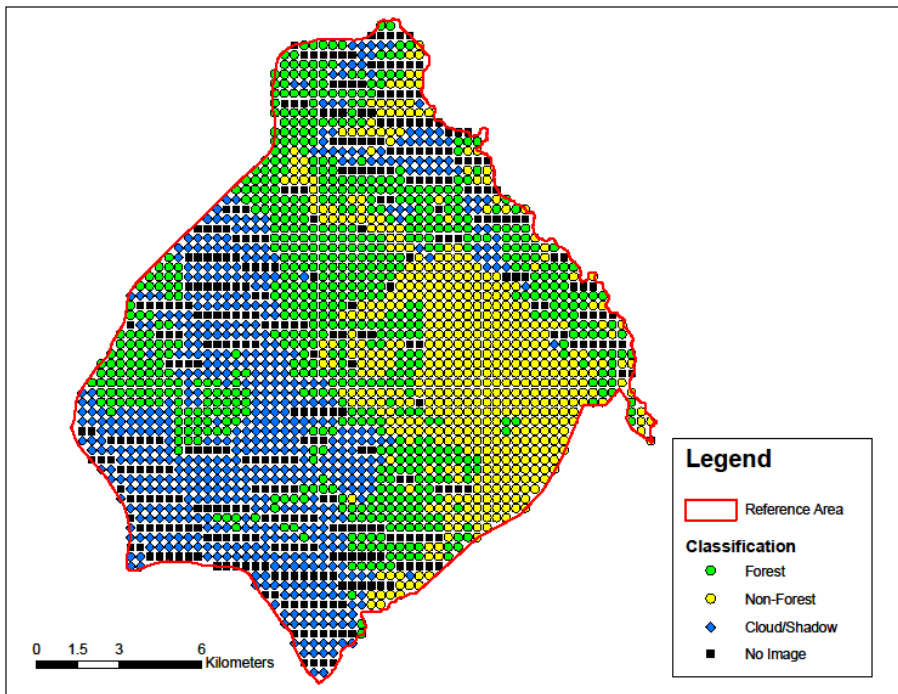 Legend
Reference Area
Classification
Forest
Non-Forest
Cloud/Shadow
No Image
0 1.5 3 6
Kilometers